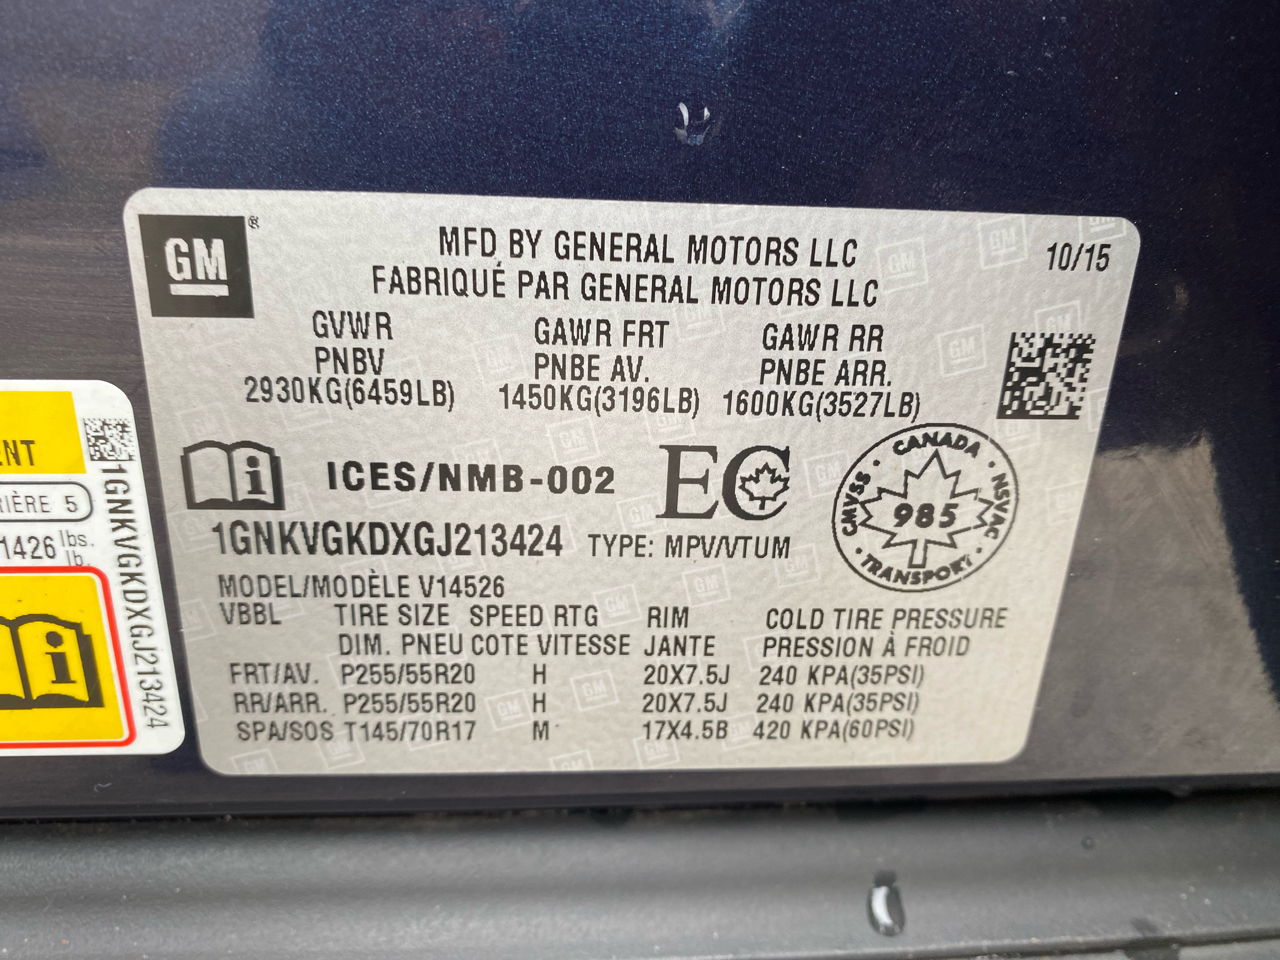 GM®
MFD BY GENERAL MOTORS LLC 10/15
FABRIQUÉ PAR GENERAL MOTORS LLC
GVWR GAWR FRT GAWR RR
PNBV PNBE AV. PNBE ARR.
2930KG(6459LB) 1450KG(3196LB) 1600KG(3527LB)
ICES/NMB-002 EC
CANADA
CMVSS 985 NSVAC
TRANSPORT
1GNKVGKDXGJ213424 TYPE: MPV/VTUM
MODEL/MODÈLE V14526
VBBL TIRE SIZE SPEED RTG RIM COLD TIRE PRESSURE
DIM. PNEU COTE VITESSE JANTE PRESSION À FROID
FRT/AV. P255/55R20 H 20X7.5J 240 KPA(35PSI)
RR/ARR. P255/55R20 H 20X7.5J 240 KPA(35PSI)
SPA/SOS T145/70R17 M 17X4.5B 420 KPA(60PSI)
ENT
RIÈRE 5
1426 lbs.
lb.
1GNKVGKDXGJ213424